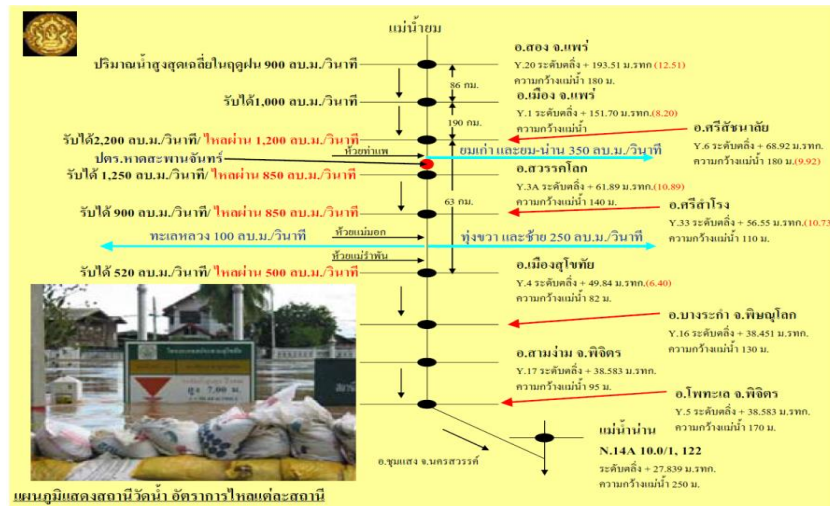 แม่น้ำยม
ปริมาณน้ำสูงสุดเฉลี่ยในฤดูฝน 900 ลบ.ม./วินาที
อ.สอง จ.แพร่
Y.20 ระดับตลิ่ง + 193.51 ม.รทก (12.51)
ความกว้างแม่น้ำ 180 ม.
86 กม.
รับได้1,000 ลบ.ม./วินาที
อ.เมือง จ.แพร่
Y.1 ระดับตลิ่ง + 151.70 ม.รทก.(8.20)
ความกว้างแม่น้ำ
190 กม.
รับได้2,200 ลบ.ม./วินาที/ ไหลผ่าน 1,200 ลบ.ม./วินาที
อ.ศรีสัชนาลัย
Y.6 ระดับตลิ่ง + 68.92 ม.รทก.
ความกว้างแม่น้ำ 180 ม.(9.92)
ห้วยท่าแพ
ยมเก่า และยม-น่าน 350 ลบ.ม./วินาที
ปตร.หาดสะพานจันทร์
รับได้ 1,250 ลบ.ม./วินาที/ ไหลผ่าน 850 ลบ.ม./วินาที
อ.สวรรคโลก
Y.3A ระดับตลิ่ง + 61.89 ม.รทก.(10.89)
ความกว้างแม่น้ำ 140 ม.
63 กม.
รับได้ 900 ลบ.ม./วินาที/ ไหลผ่าน 850 ลบ.ม./วินาที
อ.ศรีสำโรง
Y.33 ระดับตลิ่ง + 56.55 ม.รทก.(10.73
ความกว้างแม่น้ำ 110 ม.
ห้วยแม่มอก
ทะเลหลวง 100 ลบ.ม./วินาที
ทุ่งขวา และซ้าย 250 ลบ.ม./วินาที
ห้วยแม่รำพัน
รับได้ 520 ลบ.ม./วินาที/ ไหลผ่าน 500 ลบ.ม./วินาที
อ.เมืองสุโขทัย
Y.4 ระดับตลิ่ง + 49.84 ม.รทก.(6.40)
ความกว้างแม่น้ำ 82 ม.
อ.บางระกำ จ.พิษณุโลก
Y.16 ระดับตลิ่ง + 38.451 ม.รทก.
ความกว้างแม่น้ำ 130 ม.
อ.สามง่าม จ.พิจิตร
Y.17 ระดับตลิ่ง + 38.583 ม.รทก.
ความกว้างแม่น้ำ 95 ม.
อ.โพทะเล จ.พิจิตร
Y.5 ระดับตลิ่ง + 38.583 ม.รทก.
ความกว้างแม่น้ำ 170 ม.
สูง 7.00 ม.
แม่น้ำน่าน
N.14A 10.0/1, 122
ระดับตลิ่ง + 27.839 ม.รทก.
ความกว้างแม่น้ำ 250 ม.
อ.ชุมแสง จ.นครสวรรค์
แผนภูมิแสดงสถานีวัดน้ำ อัตราการไหลแต่ละสถานี